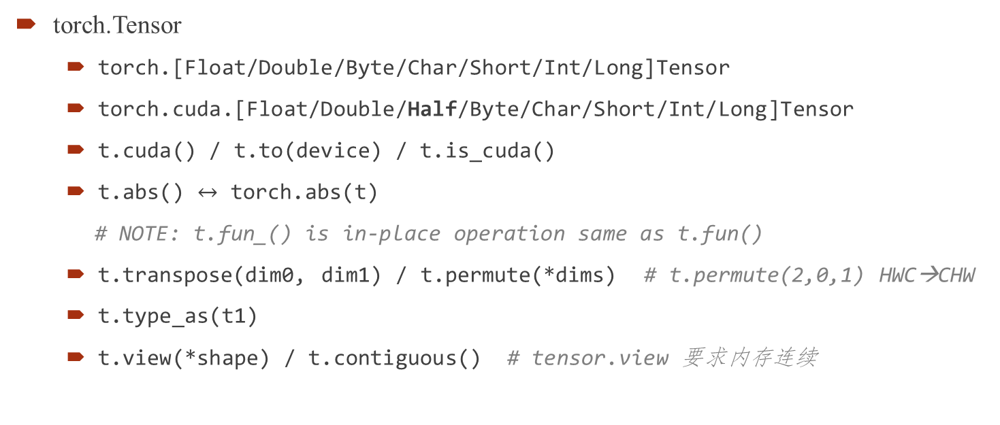 torch.Tensor
torch.[Float/Double/Byte/Char/Short/Int/Long]Tensor
torch.cuda.[Float/Double/Half/Byte/Char/Short/Int/Long]Tensor
t.cuda() / t.to(device) / t.is_cuda()
t.abs() ↔ torch.abs(t)
# NOTE: t.fun_() is in-place operation same as t.fun()
t.transpose(dim0, dim1) / t.permute(*dims)  # t.permute(2,0,1) HWC→CHW
t.type_as(t1)
t.view(*shape) / t.contiguous()  # tensor.view 要求内存连续